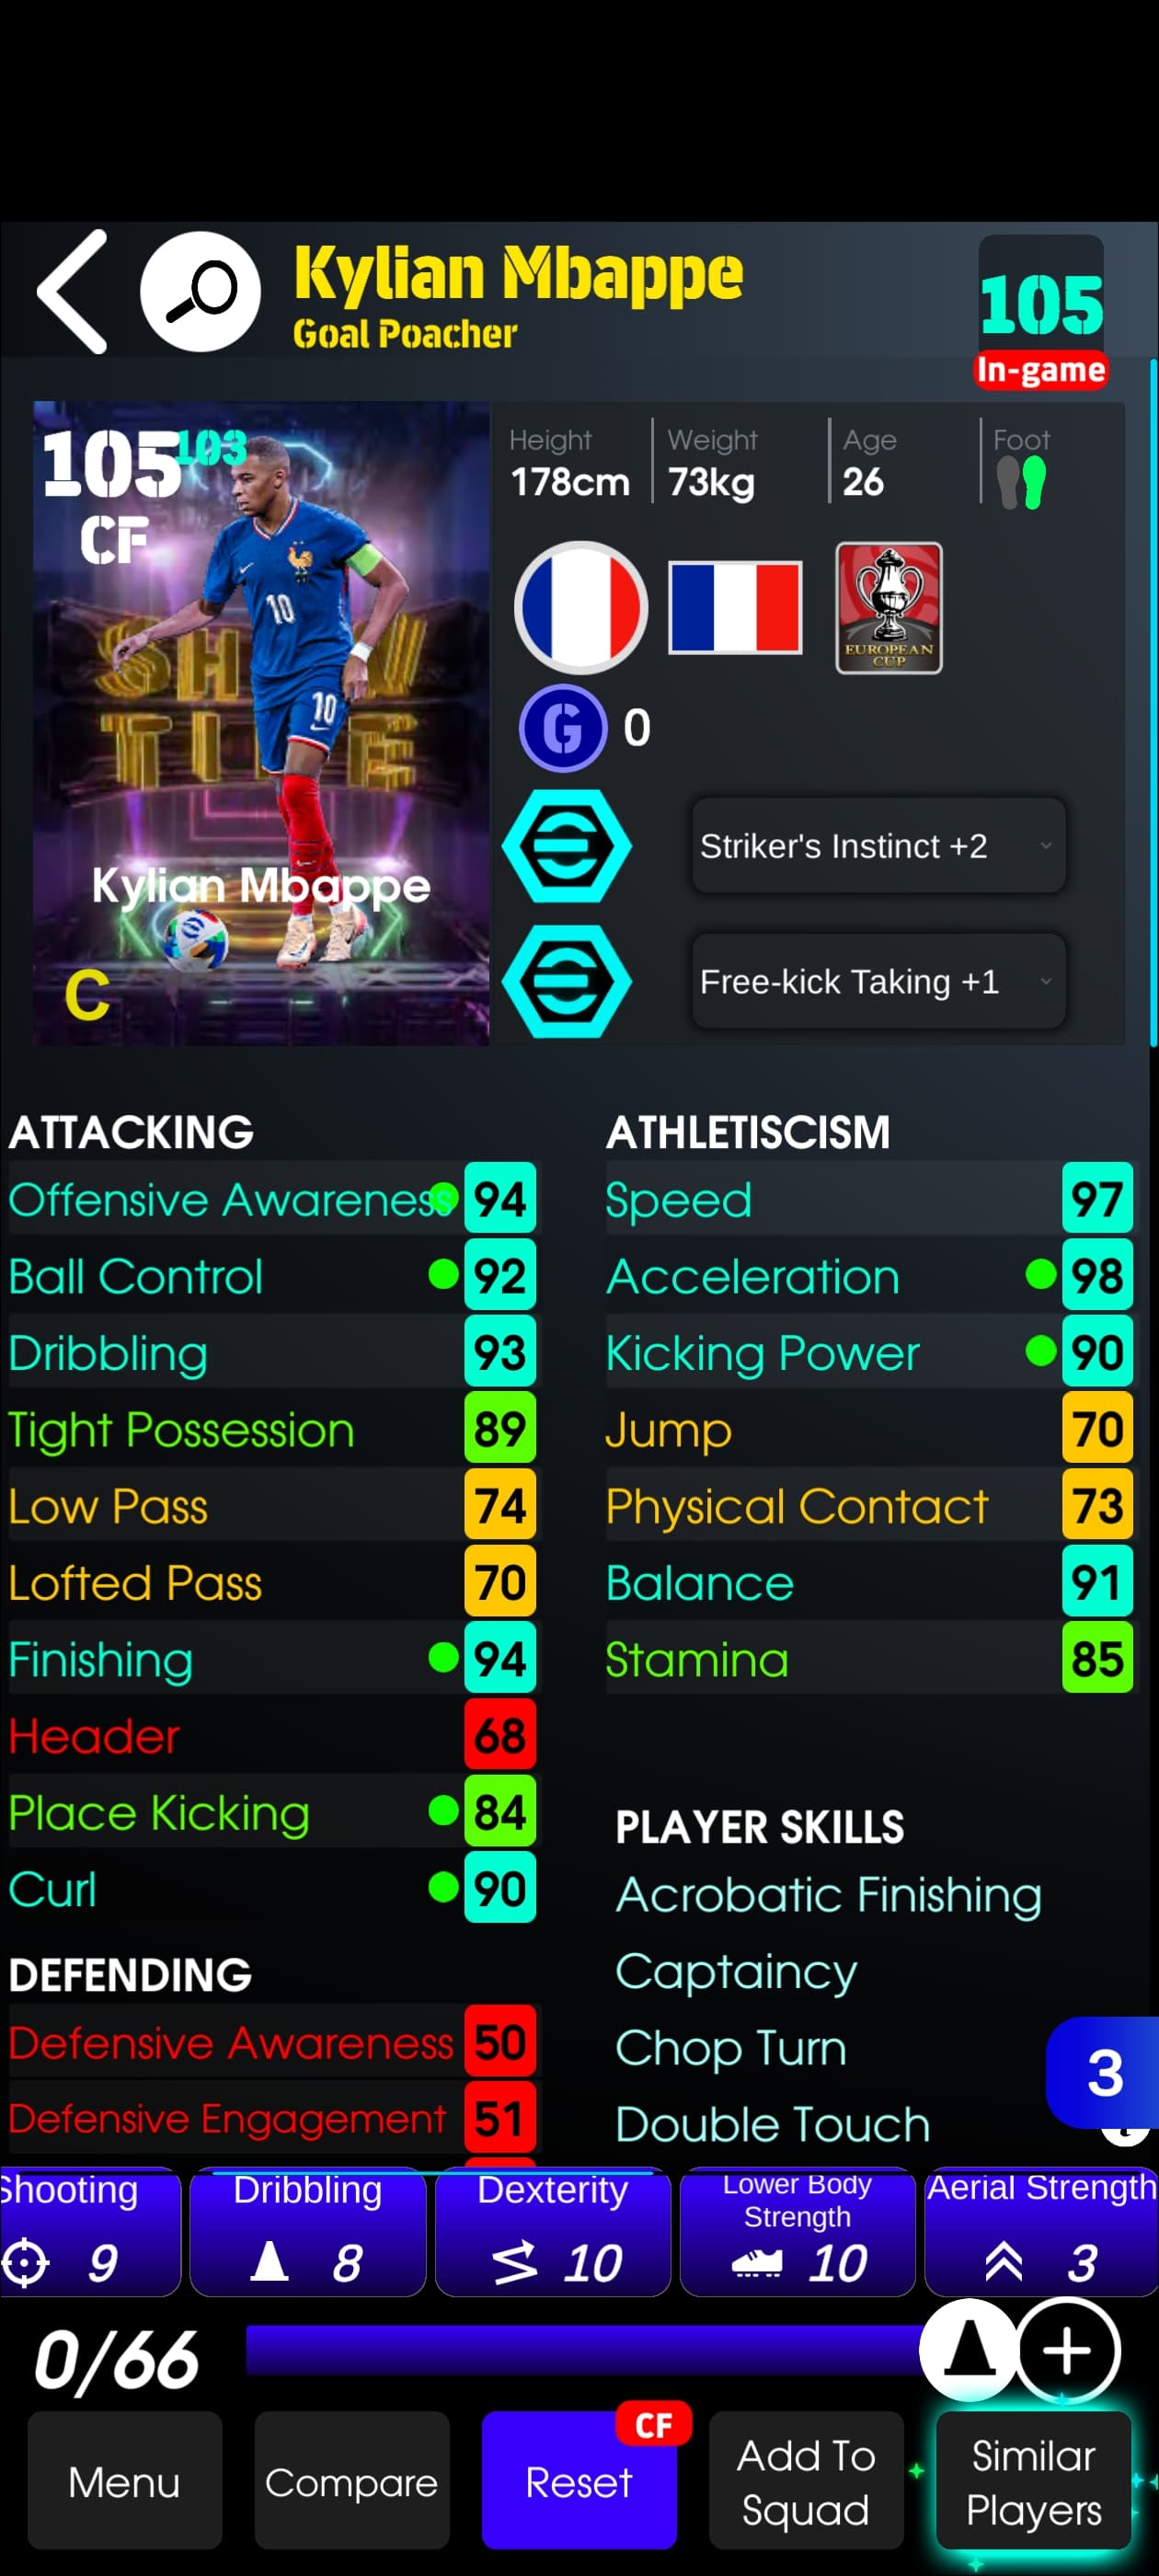 Kylian Mbappe
Goal Poacher
105
In-game
105 103
CF
10
10
SH W
TI E
Kylian Mbappe
C
Height
178cm
Weight
73kg
Age
26
Foot
EUROPEAN
CUP
G 0
Striker's Instinct +2
Free-kick Taking +1
ATTACKING
Offensive Awareness 94
Ball Control 92
Dribbling 93
Tight Possession 89
Low Pass 74
Lofted Pass 70
Finishing 94
Header 68
Place Kicking 84
Curl 90
DEFENDING
Defensive Awareness 50
Defensive Engagement 51
ATHLETISCISM
Speed 97
Acceleration 98
Kicking Power 90
Jump 70
Physical Contact 73
Balance 91
Stamina 85
PLAYER SKILLS
Acrobatic Finishing
Captaincy
Chop Turn
Double Touch
3
Shooting
9
Dribbling
8
Dexterity
10
Lower Body
Strength
10
Aerial Strength
3
0/66
Menu
Compare
Reset
CF
Add To
Squad
Similar
Players